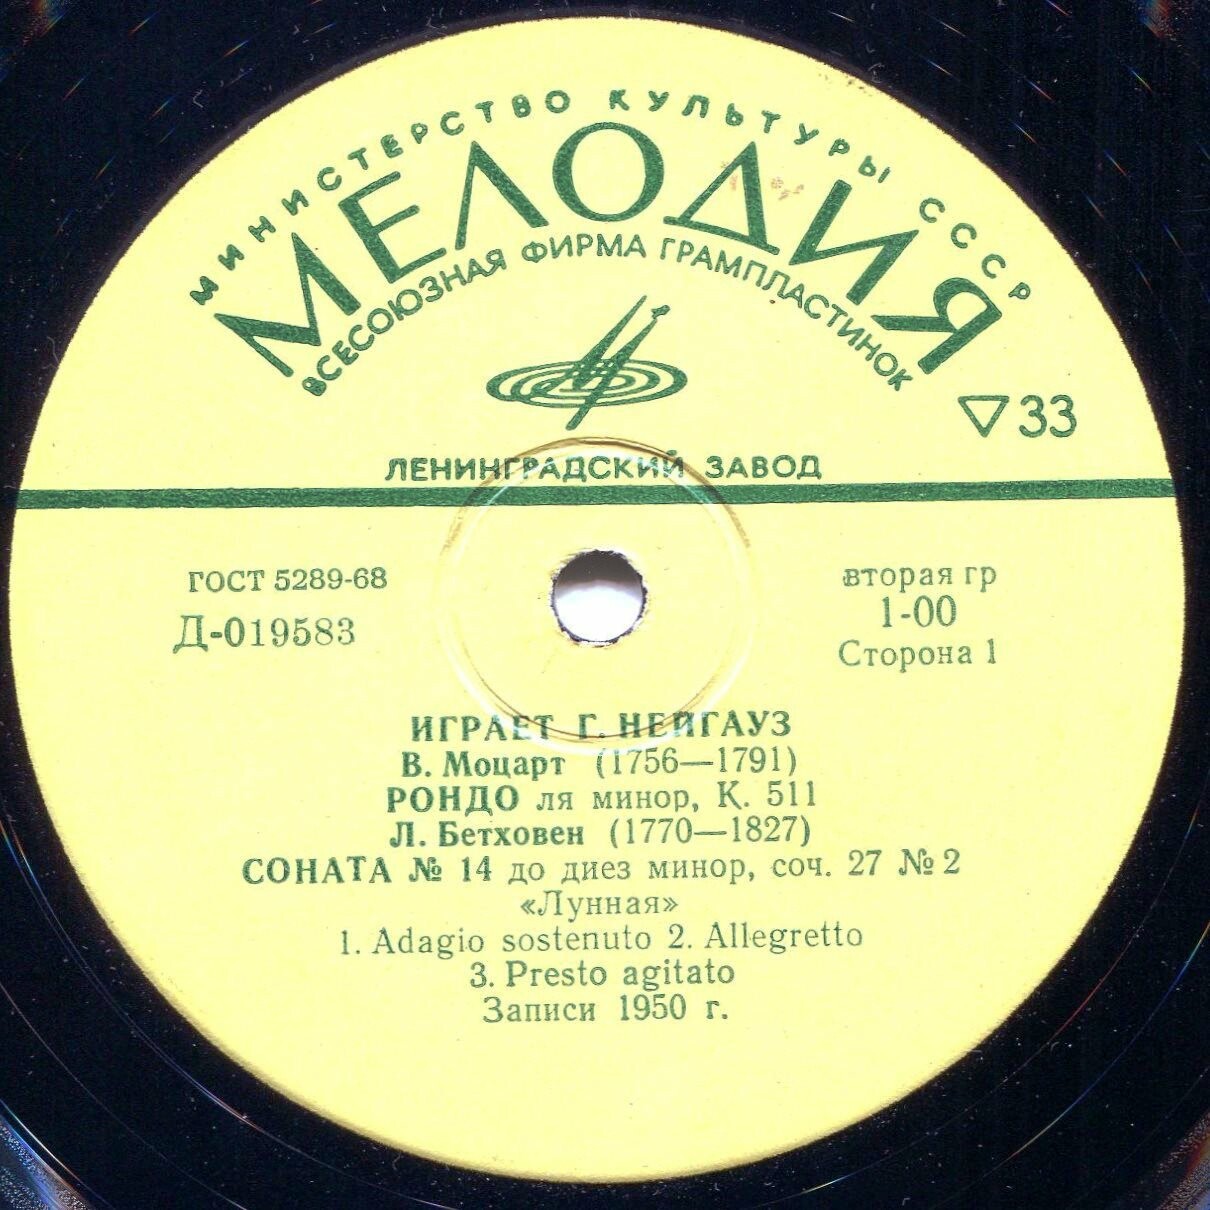 МИНИСТЕРСТВО КУЛЬТУРЫ СССР
МЕЛОДИЯ
ВСЕСОЮЗНАЯ ФИРМА ГРАМПЛАСТИНОК
33
ЛЕНИНГРАДСКИЙ ЗАВОД
ГОСТ 5289-68
Д-019583
вторая гр
1-00
Сторона 1
ИГРАЕТ Г. НЕЙГАУЗ
В. Моцарт (1756—1791)
РОНДО ля минор, К. 511
Л. Бетховен (1770—1827)
СОНАТА № 14 до диез минор, соч. 27 № 2
«Лунная»
1. Adagio sostenuto 2. Allegretto
3. Presto agitato
Записи 1950 г.